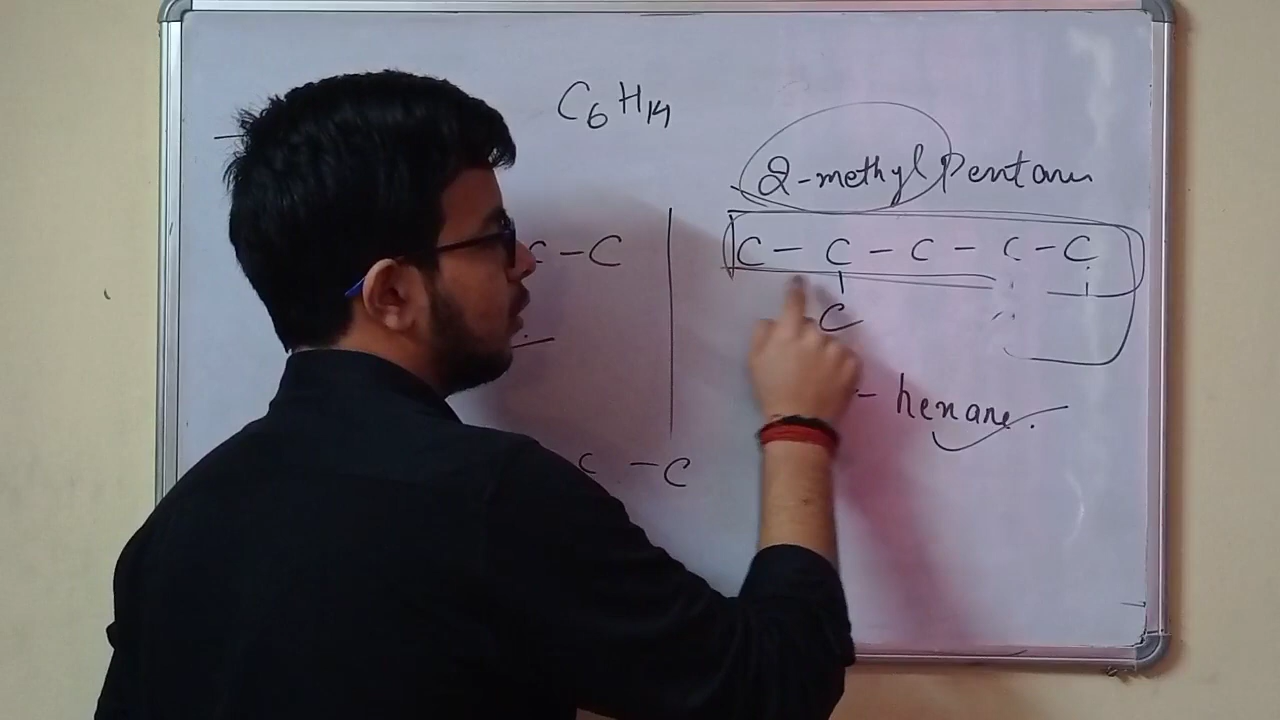 C6H14
2-methyl Pentane
C - C - C - C - C
C
C - C
- hexane.
C - C